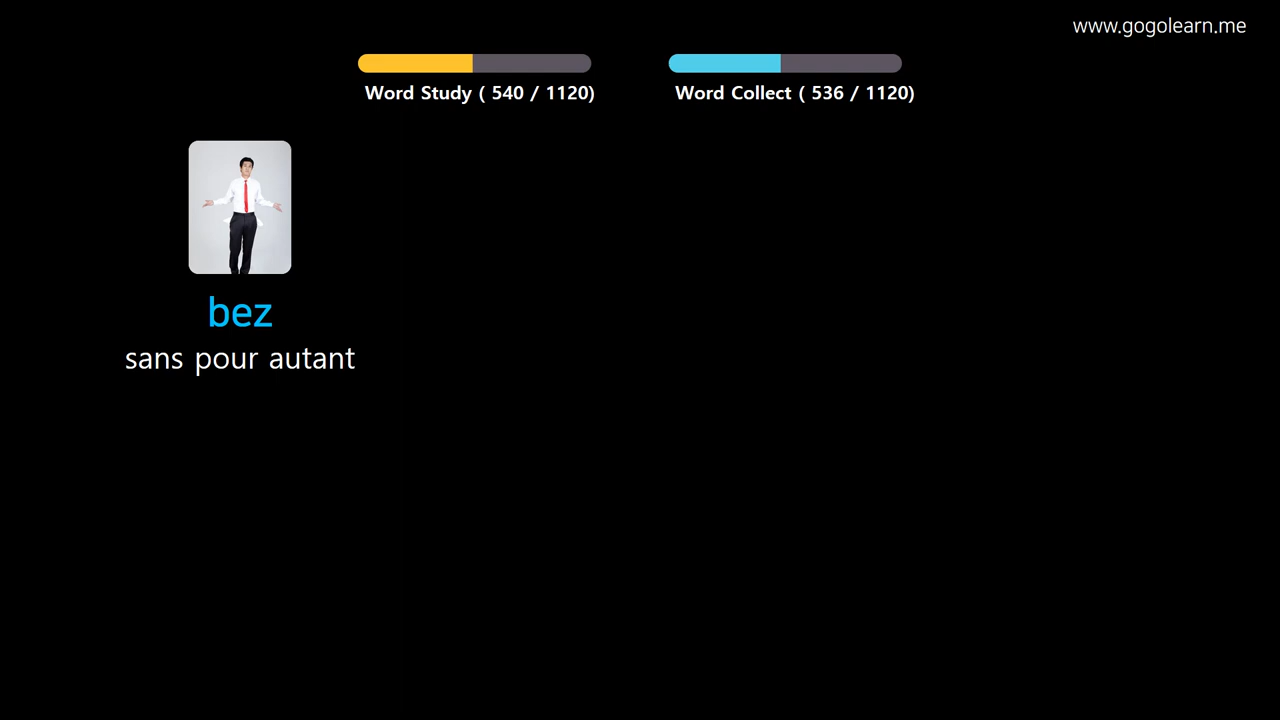 www.gogolearn.me
Word Study ( 540 / 1120)
Word Collect ( 536 / 1120)
bez
sans pour autant